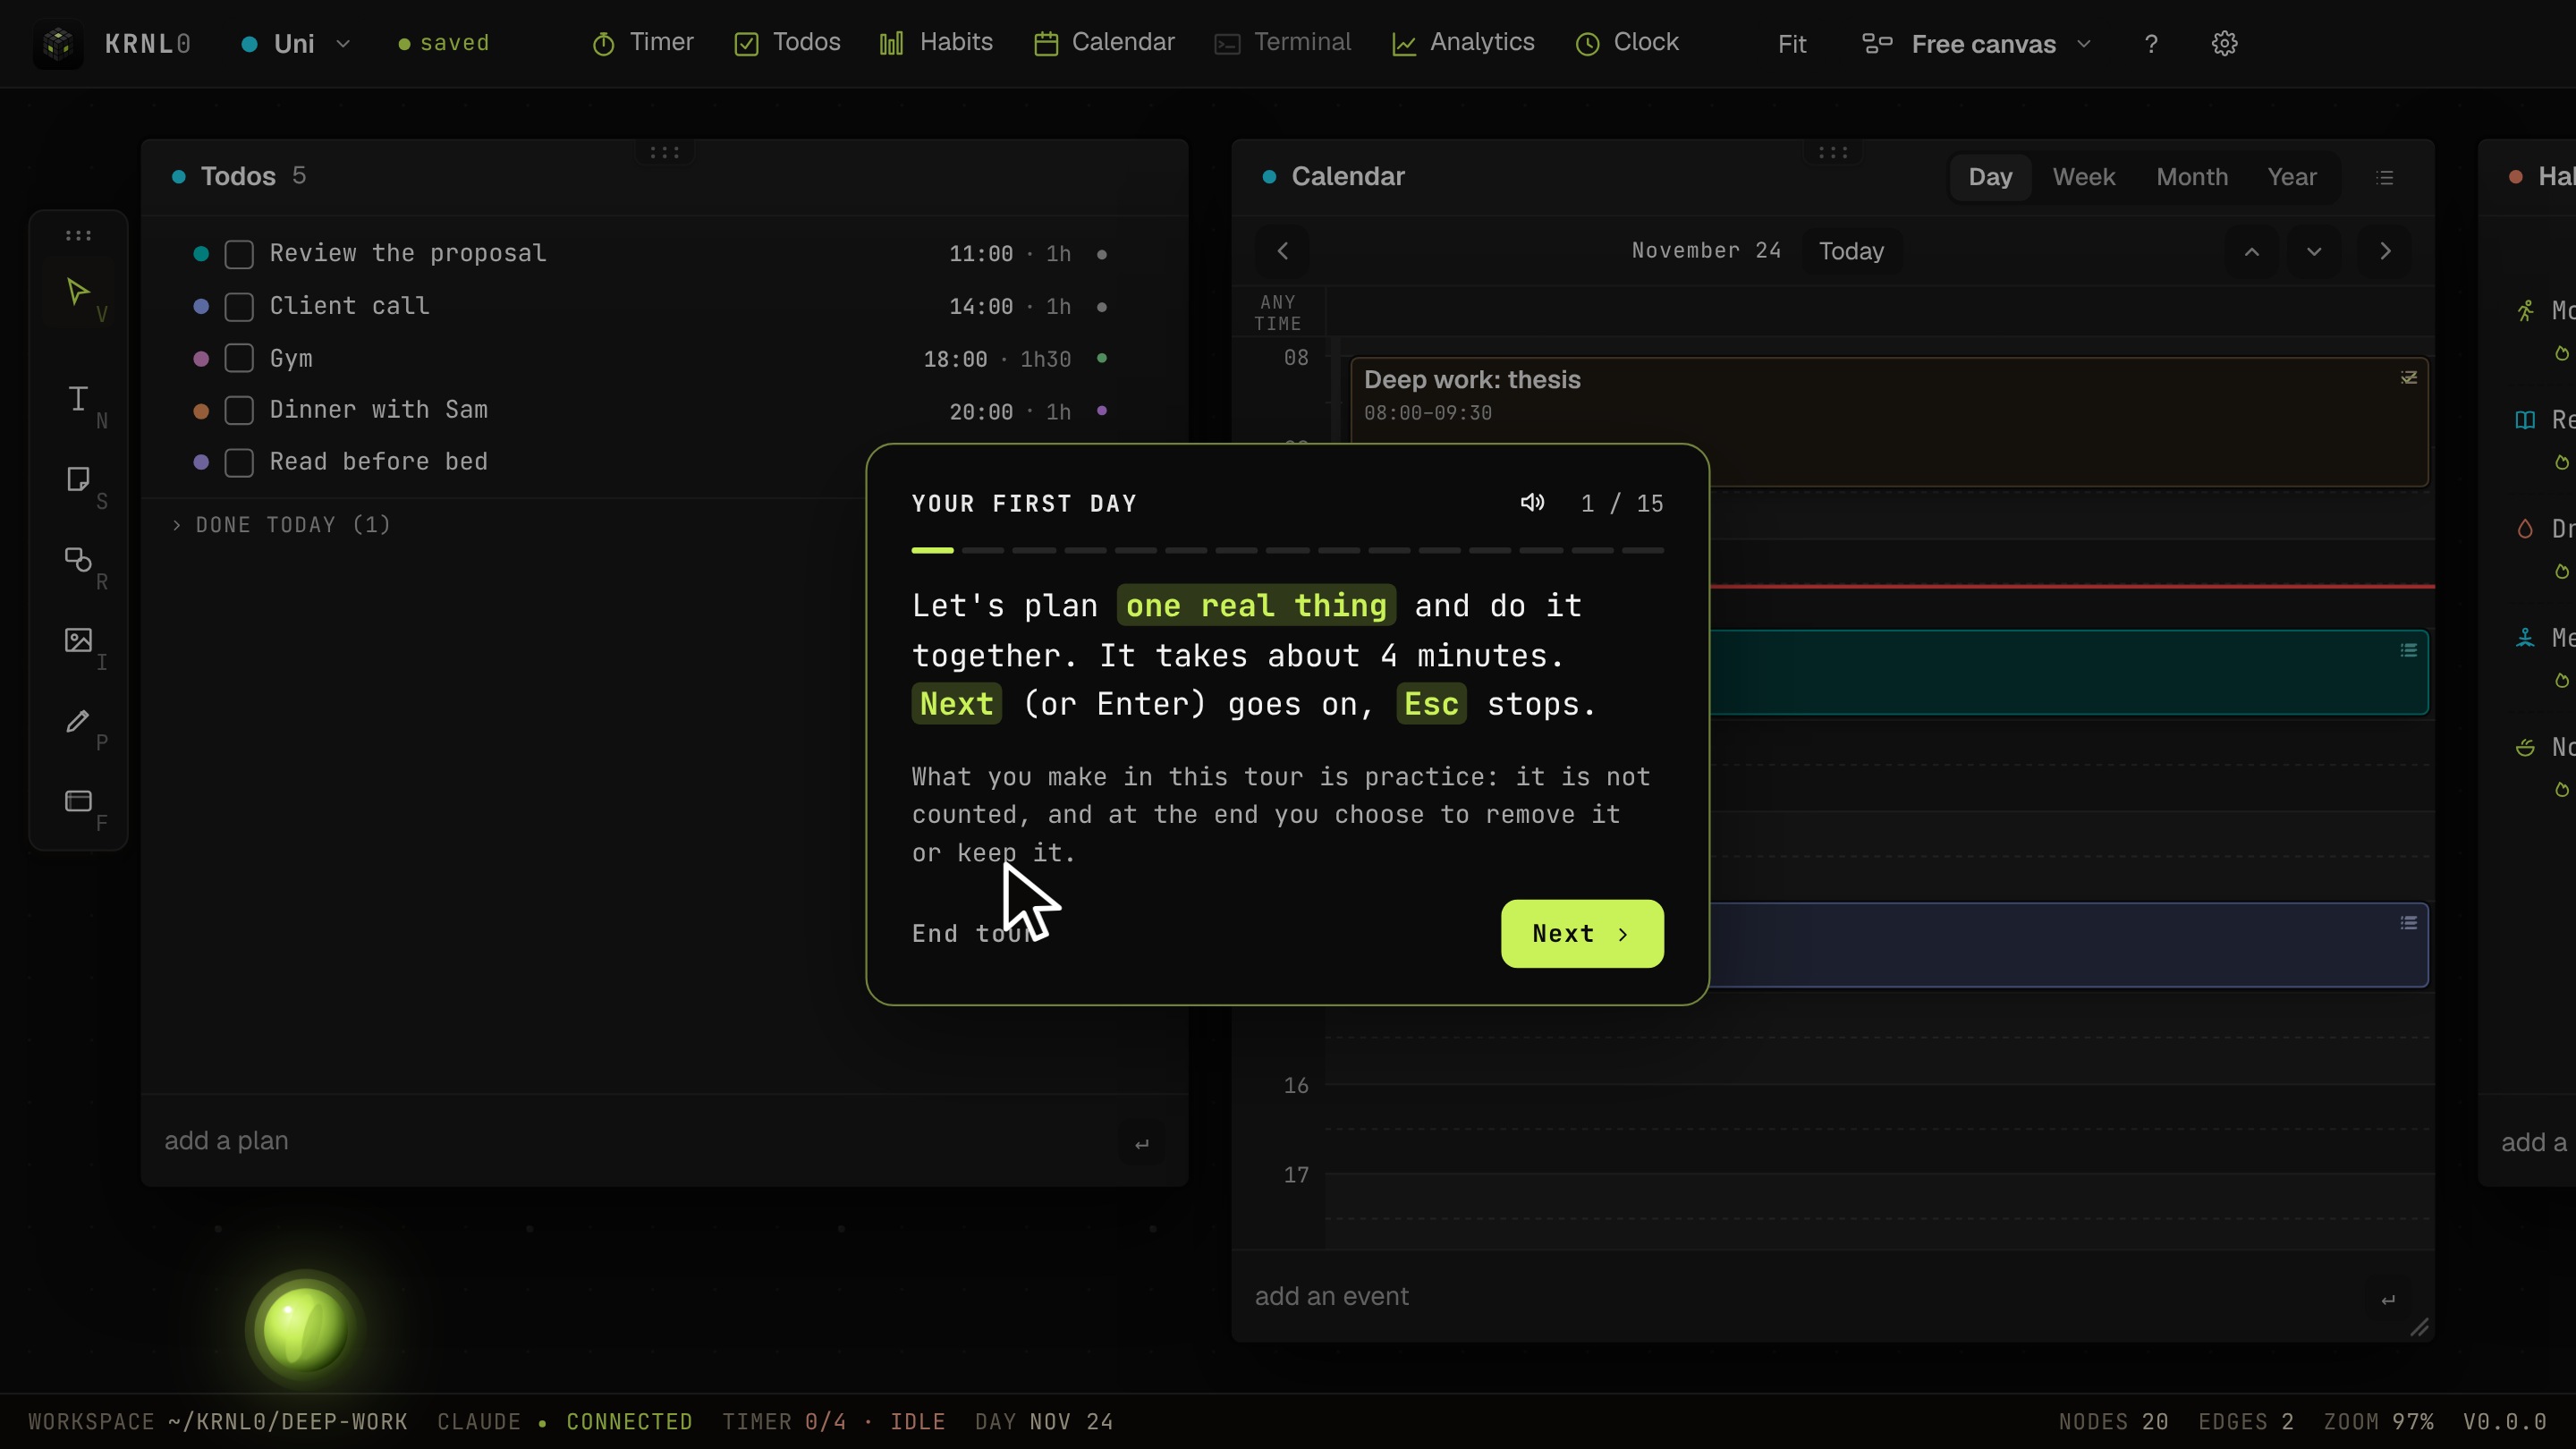 KRNL0 Uni saved Timer Todos Habits Calendar Terminal Analytics Clock Fit Free canvas ?
Todos 5
V
N
S
R
I
P
F
Review the proposal 11:00 · 1h
Client call 14:00 · 1h
Gym 18:00 · 1h30
Dinner with Sam 20:00 · 1h
Read before bed
DONE TODAY (1)
add a plan
Calendar Day Week Month Year
November 24 Today
ANY
TIME
08
Deep work: thesis
08:00–09:30
16
17
add an event
YOUR FIRST DAY 1 / 15
Let's plan one real thing and do it
together. It takes about 4 minutes.
Next (or Enter) goes on, Esc stops.
What you make in this tour is practice: it is not
counted, and at the end you choose to remove it
or keep it.
End tour Next
add a
WORKSPACE ~/KRNL0/DEEP-WORK CLAUDE CONNECTED TIMER 0/4 · IDLE DAY NOV 24 NODES 20 EDGES 2 ZOOM 97% V0.0.0